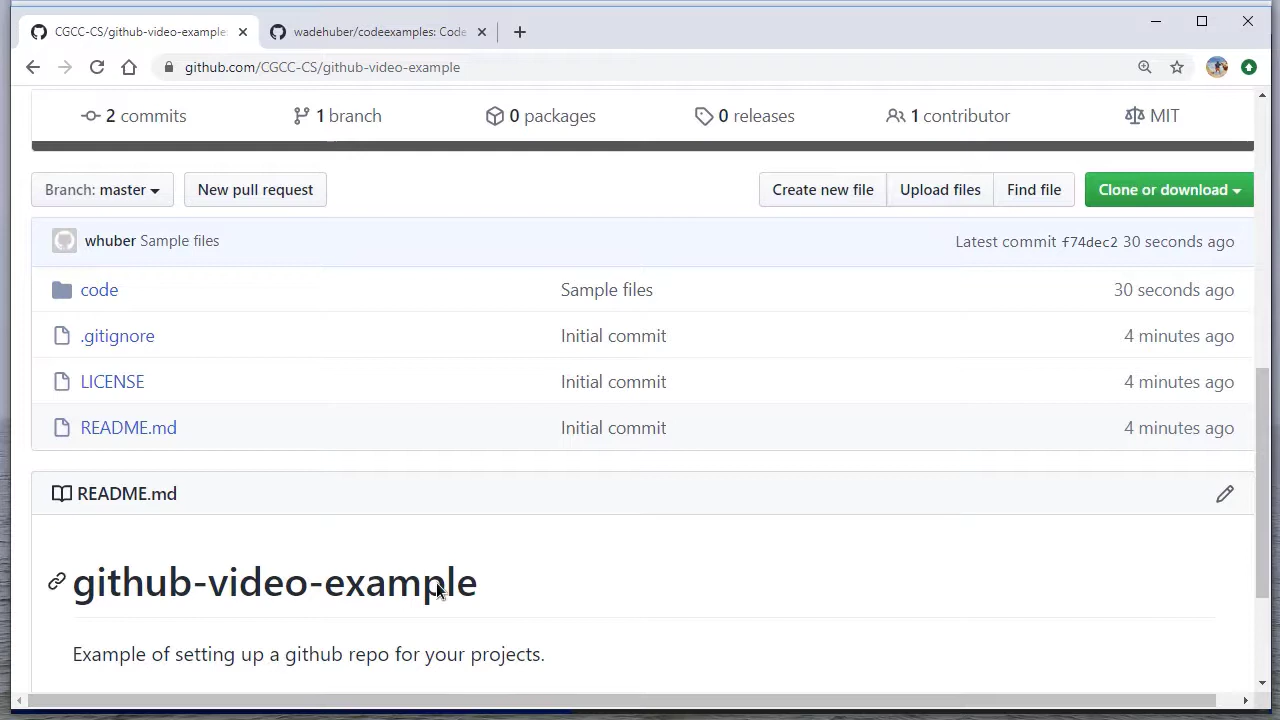 CGCC-CS/github-video-example
wadehuber/codeexamples: Code
github.com/CGCC-CS/github-video-example
2 commits 1 branch 0 packages 0 releases 1 contributor MIT
Branch: master New pull request Create new file Upload files Find file Clone or download
whuber Sample files Latest commit f74dec2 30 seconds ago
code Sample files 30 seconds ago
.gitignore Initial commit 4 minutes ago
LICENSE Initial commit 4 minutes ago
README.md Initial commit 4 minutes ago
README.md
github-video-example
Example of setting up a github repo for your projects.